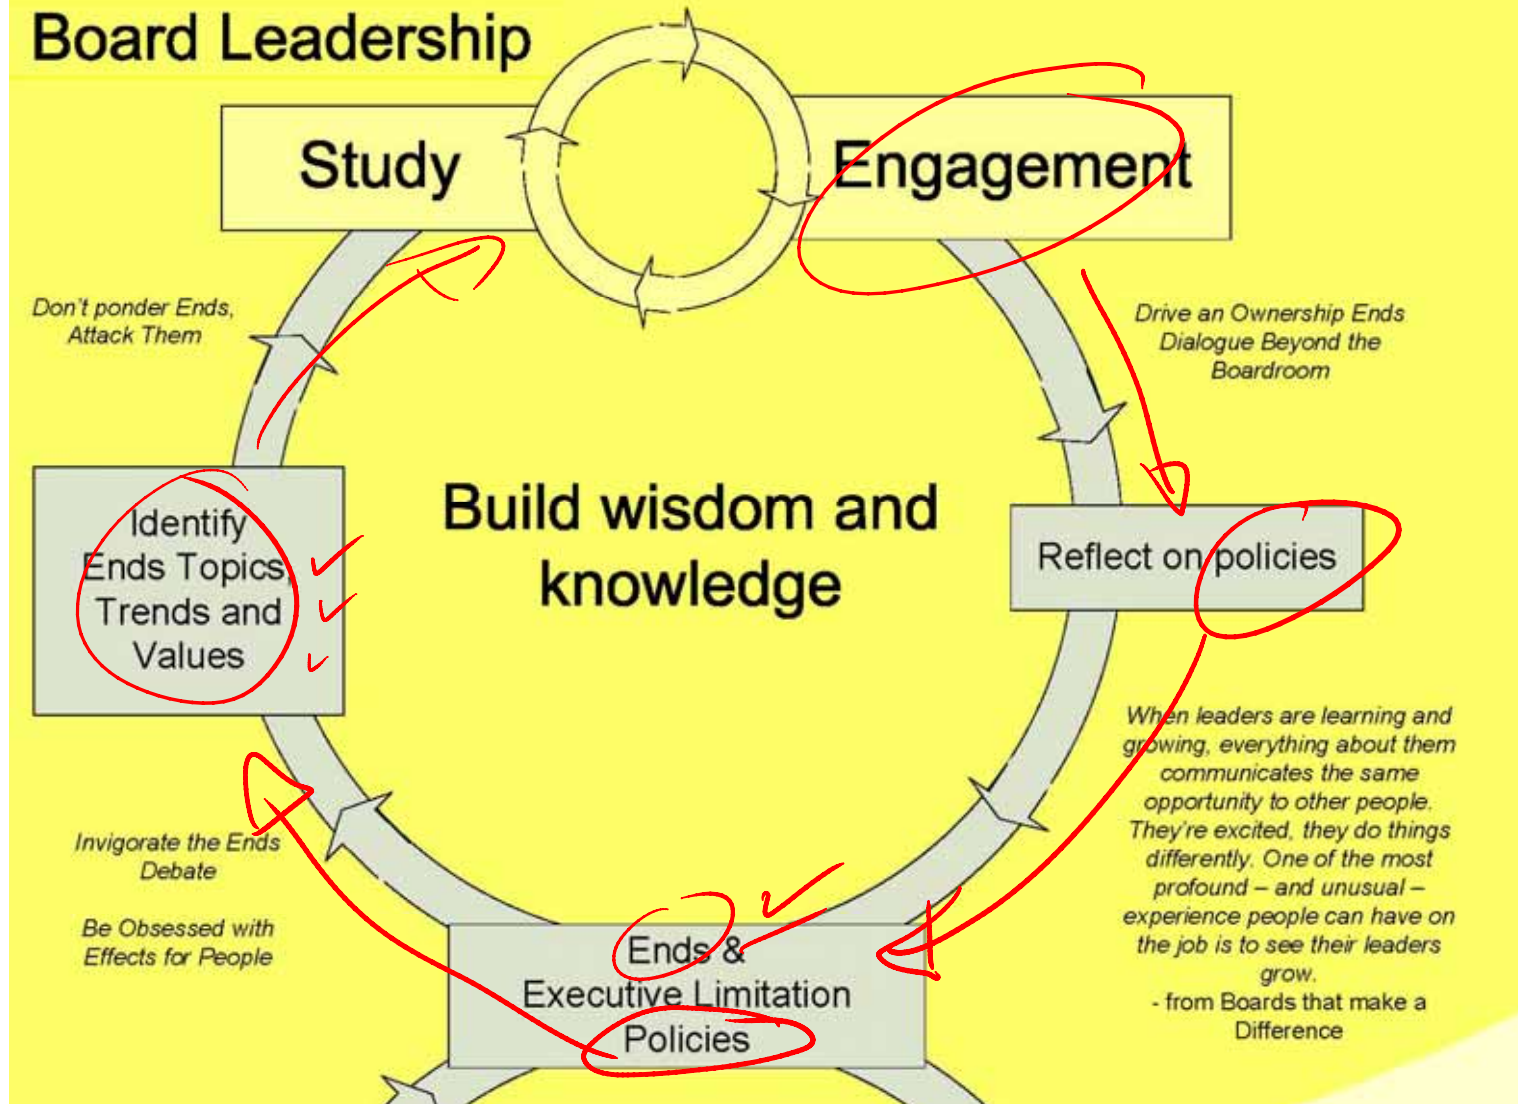 Board Leadership
Study
Engagement
Don't ponder Ends,
Attack Them
Drive an Ownership Ends
Dialogue Beyond the
Boardroom
Identify
Ends Topics,
Trends and
Values
Build wisdom and
knowledge
Reflect on policies
Invigorate the Ends
Debate
Be Obsessed with
Effects for People
When leaders are learning and
growing, everything about them
communicates the same
opportunity to other people.
They're excited, they do things
differently. One of the most
profound – and unusual –
experience people can have on
the job is to see their leaders
grow.
- from Boards that make a
Difference
Ends &
Executive Limitation
Policies